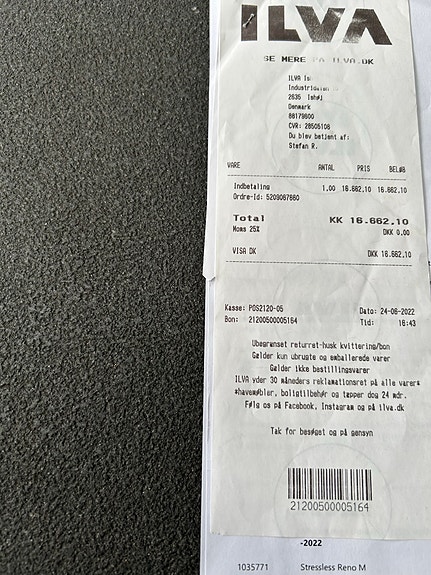 ILVA
SE MERE PÅ ILVA.DK
ILVA
2635 Ishøj
Denmark
88179800
CVR: 28505108
Du blev betjent af:
Stefan R.
VARE ANTAL PRIS BELØB
Indbetaling 1,00 16.662,10 16.662,10
Ordre-Id: 5209067660
Total KK 16.662,10
Moms 25% DKK 0,00
VISA DK DKK 16.662,10
Kasse: POS2120-05 Dato: 24-06-2022
Bon: 21200500005164 Tid: 16:43
Ubegrænset returret-husk kvittering/bon
Gælder kun ubrugte og emballerede varer
Gælder ikke bestillingsvarer
ILVA yder 30 måneders reklamationsret på alle varer*
*havemøbler, boligtilbehør og tæpper dog 24 mdr.
Følg os på Facebook, Instagram og på ilva.dk
Tak for besøget og på gensyn
21200500005164
-2022
1035771 Stressless Reno M